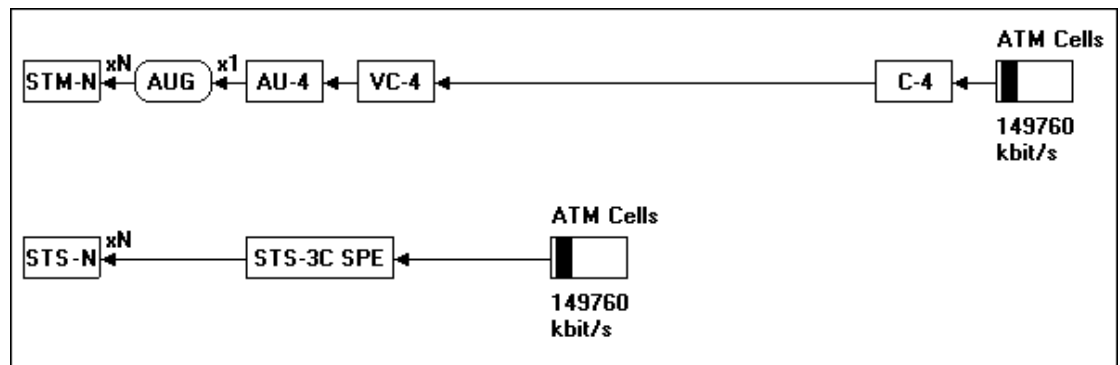 ATM Cells
STM-N
xN
AUG
x1
AU-4
VC-4
C-4
149760
kbit/s
ATM Cells
STS-N
xN
STS-3C SPE
149760
kbit/s